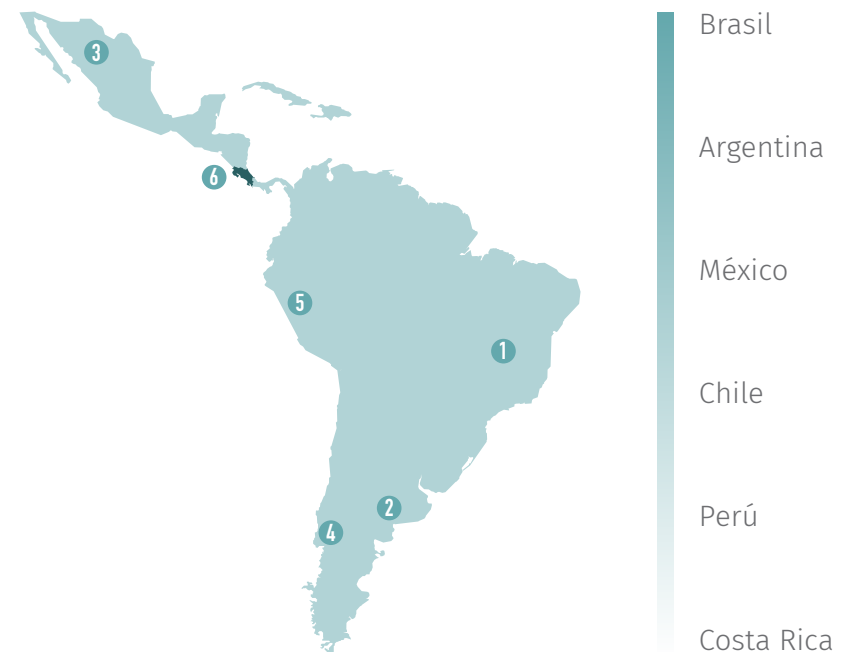 3
6
5
1
2
4
Brasil
Argentina
México
Chile
Perú
Costa Rica